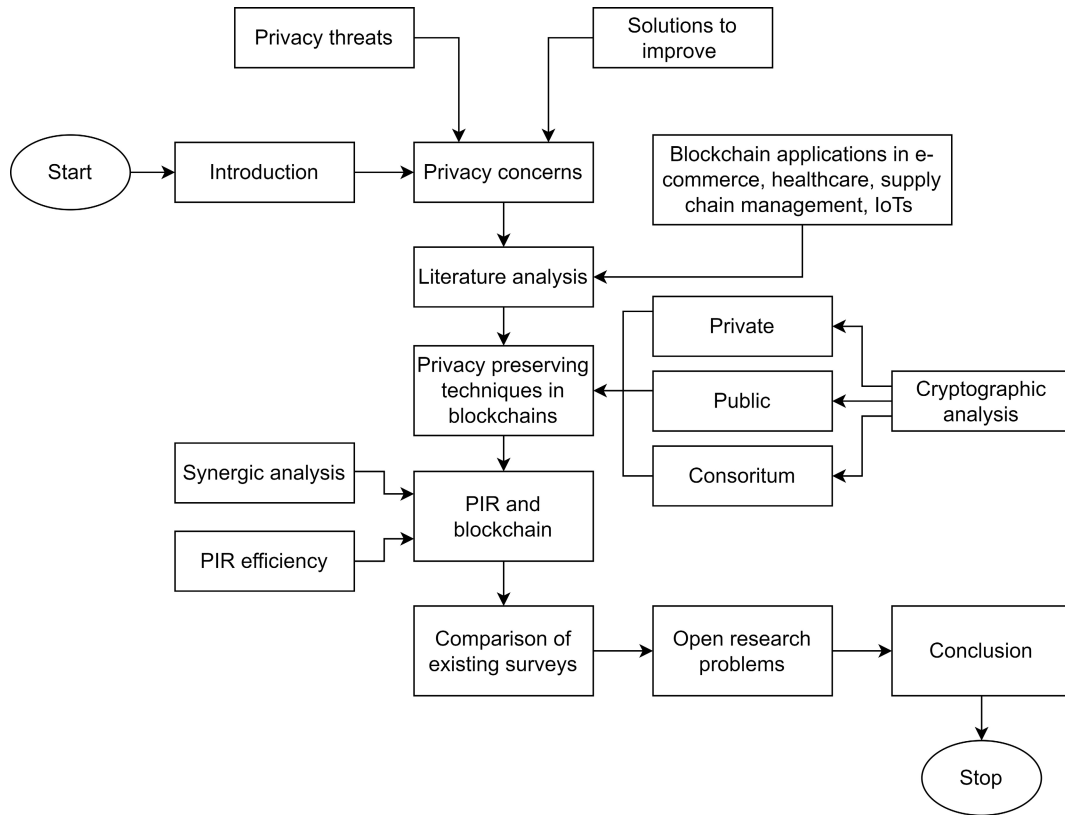 Privacy threats
Solutions to
improve
Start
Introduction
Privacy concerns
Blockchain applications in e-
commerce, healthcare, supply
chain management, IoTs
Literature analysis
Privacy preserving
techniques in
blockchains
Private
Public
Consoritum
Cryptographic
analysis
Synergic analysis
PIR efficiency
PIR and
blockchain
Comparison of
existing surveys
Open research
problems
Conclusion
Stop